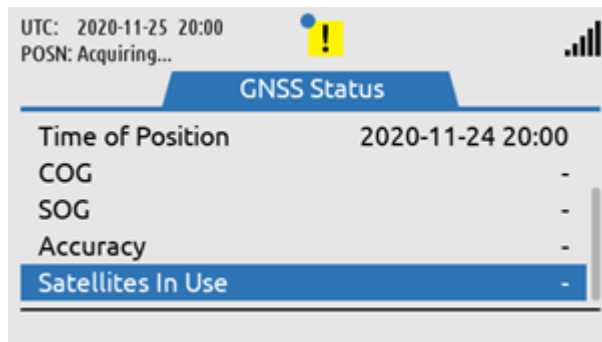 UTC: 2020-11-25 20:00
POSN: Acquiring...
!
GNSS Status
Time of Position 2020-11-24 20:00
COG -
SOG -
Accuracy -
Satellites In Use -